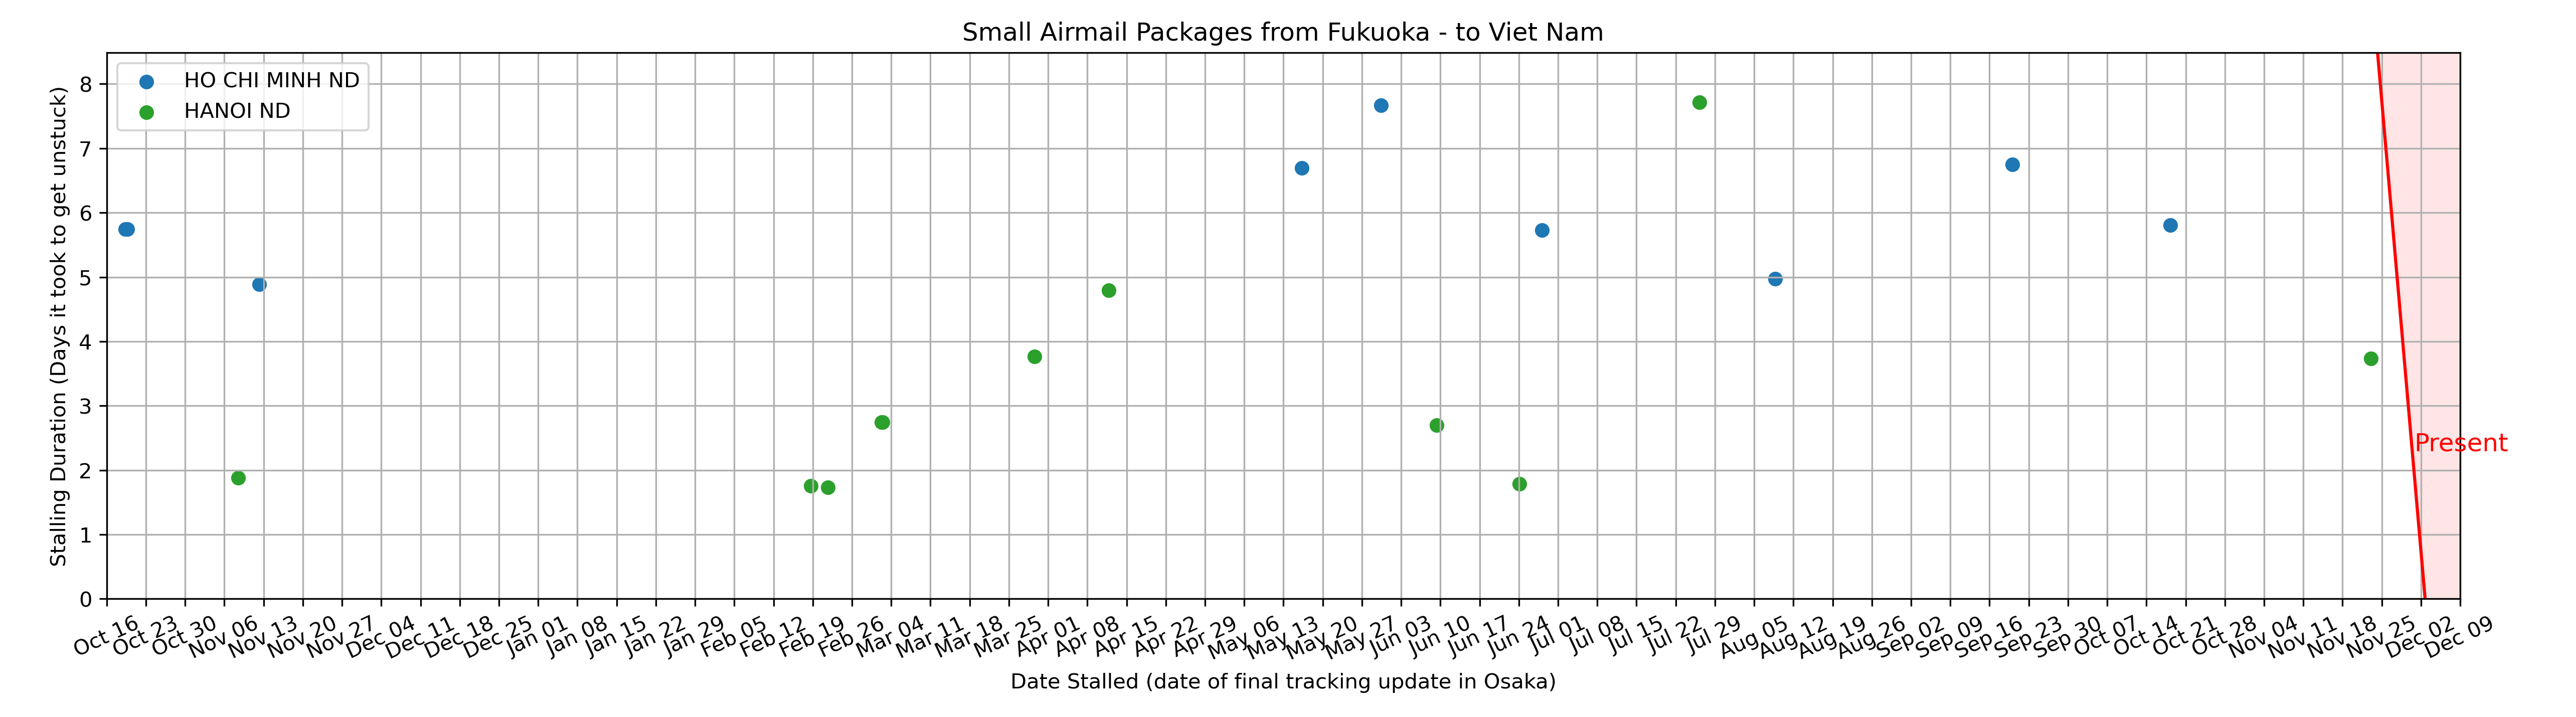 Small Airmail Packages from Fukuoka - to Viet Nam
HO CHI MINH ND
HANOI ND
Stalling Duration (Days it took to get unstuck)
8
7
6
5
4
3
2
1
0
Present
Oct 16 Oct 23 Oct 30 Nov 06 Nov 13 Nov 20 Nov 27 Dec 04 Dec 11 Dec 18 Dec 25 Jan 01 Jan 08 Jan 15 Jan 22 Jan 29 Feb 05 Feb 12 Feb 19 Feb 26 Mar 04 Mar 11 Mar 18 Mar 25 Apr 01 Apr 08 Apr 15 Apr 22 Apr 29 May 06 May 13 May 20 May 27 Jun 03 Jun 10 Jun 17 Jun 24 Jul 01 Jul 08 Jul 15 Jul 22 Jul 29 Aug 05 Aug 12 Aug 19 Aug 26 Sep 02 Sep 09 Sep 16 Sep 23 Sep 30 Oct 07 Oct 14 Oct 21 Oct 28 Nov 04 Nov 11 Nov 18 Nov 25 Dec 02 Dec 09
Date Stalled (date of final tracking update in Osaka)